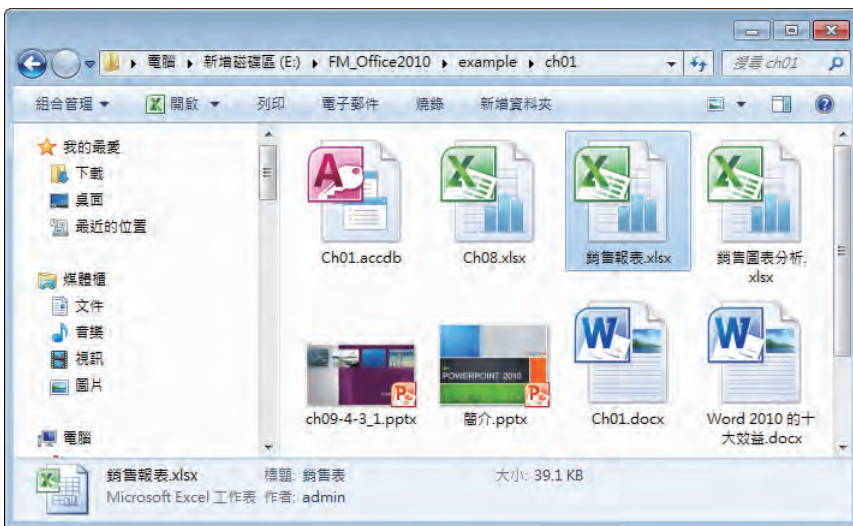 電腦 ▸ 新增磁碟區 (E:) ▸ FM_Office2010 ▸ example ▸ ch01
搜尋 ch01
組合管理 開啟 列印 電子郵件 燒錄 新增資料夾
我的最愛
下載
桌面
最近的位置
媒體櫃
文件
音樂
視訊
圖片
電腦
Ch01.accdb
Ch08.xlsx
銷售報表.xlsx
銷售圖表分析.
xlsx
ch09-4-3_1.pptx
POWERPOINT 2010
簡介.pptx
Ch01.docx
Word 2010 的十
大效益.docx
銷售報表.xlsx 標題: 銷售表 大小: 39.1 KB
Microsoft Excel 工作表 作者: admin